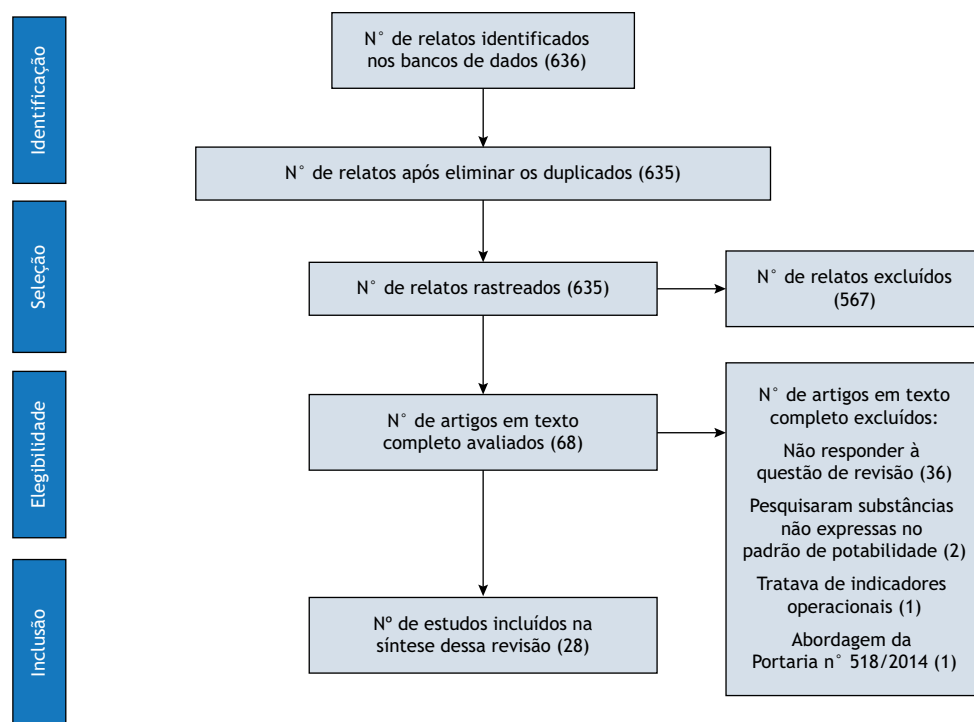 Identificação
N° de relatos identificados
nos bancos de dados (636)
N° de relatos após eliminar os duplicados (635)
Seleção
N° de relatos rastreados (635)
N° de relatos excluídos
(567)
Elegibilidade
N° de artigos em texto
completo avaliados (68)
N° de artigos em texto
completo excluídos:
Não responder à
questão de revisão (36)
Pesquisaram substâncias
não expressas no
padrão de potabilidade (2)
Tratava de indicadores
operacionais (1)
Abordagem da
Portaria n° 518/2014 (1)
Inclusão
Nº de estudos incluídos na
síntese dessa revisão (28)